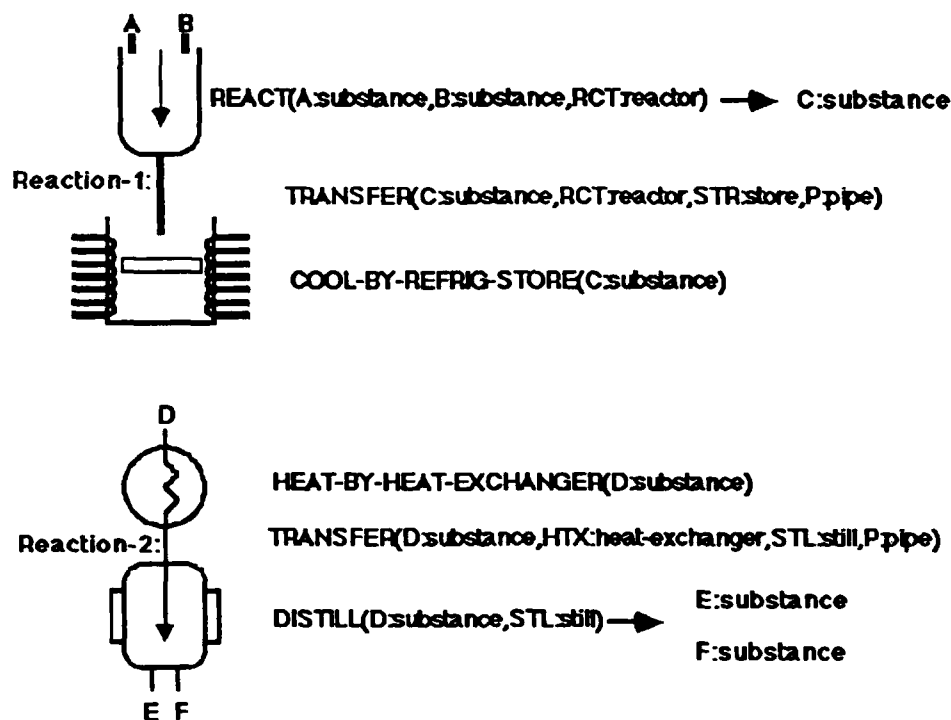 A B
REACT(A:substance,B:substance,RCT:reactor) → C:substance
Reaction-1:
TRANSFER(C:substance,RCT:reactor,STR:store,P:pipe)
COOL-BY-REFRIG-STORE(C:substance)
D
HEAT-BY-HEAT-EXCHANGER(D:substance)
Reaction-2:
TRANSFER(D:substance,HTX:heat-exchanger,STL:still,P:pipe)
E:substance
DISTILL(D:substance,STL:still) →
F:substance
E F